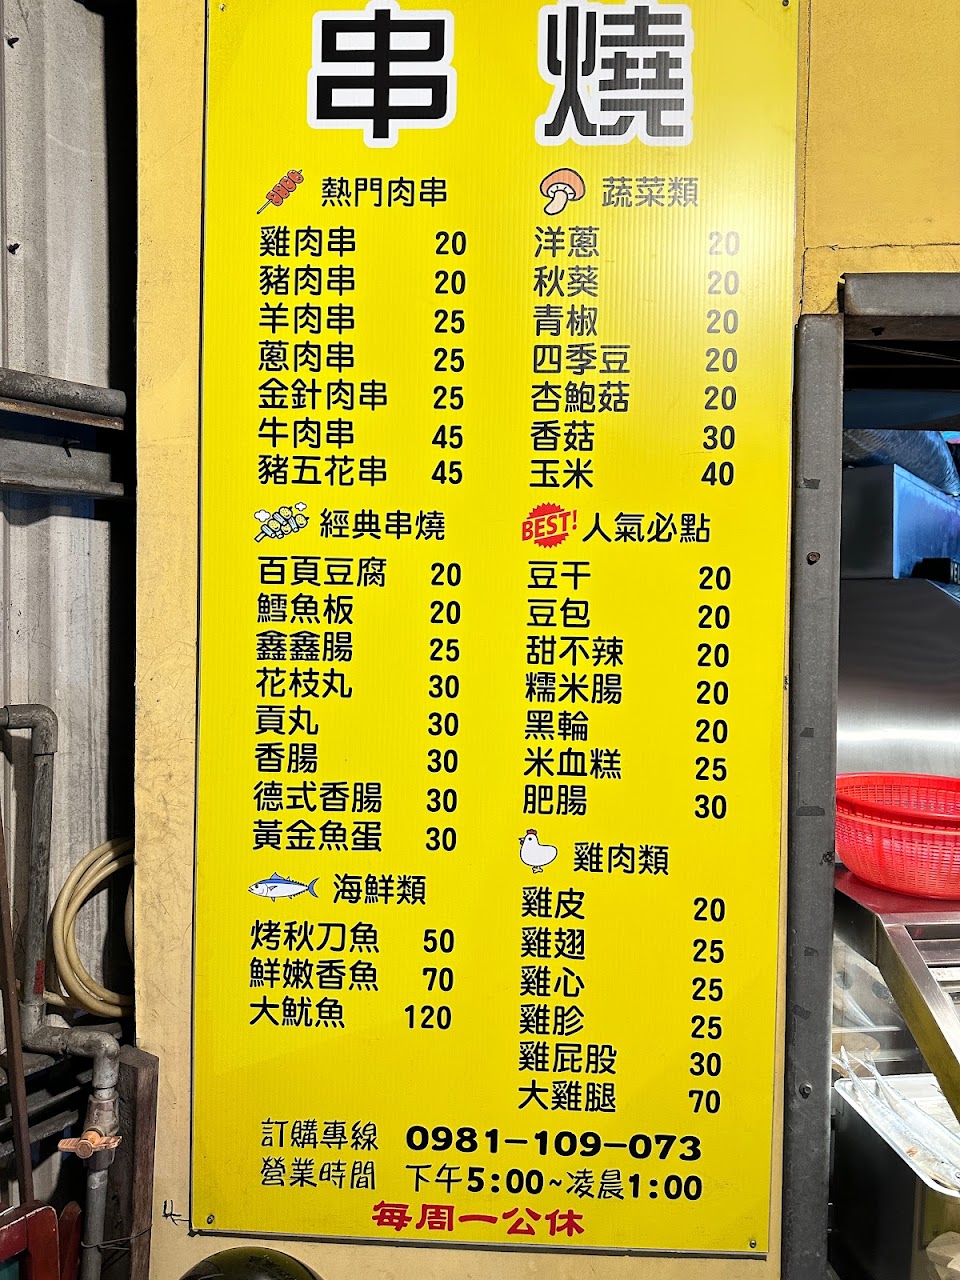 串燒
熱門肉串
雞肉串 20
豬肉串 20
羊肉串 25
蔥肉串 25
金針肉串 25
牛肉串 45
豬五花串 45
經典串燒
百頁豆腐 20
鱈魚板 20
鑫鑫腸 25
花枝丸 30
貢丸 30
香腸 30
德式香腸 30
黃金魚蛋 30
海鮮類
烤秋刀魚 50
鮮嫩香魚 70
大魷魚 120
蔬菜類
洋蔥 20
秋葵 20
青椒 20
四季豆 20
杏鮑菇 20
香菇 30
玉米 40
BEST! 人氣必點
豆干 20
豆包 20
甜不辣 20
糯米腸 20
黑輪 20
米血糕 25
肥腸 30
雞肉類
雞皮 20
雞翅 25
雞心 25
雞胗 25
雞屁股 30
大雞腿 70
訂購專線 0981-109-073
營業時間 下午5:00~凌晨1:00
每周一公休